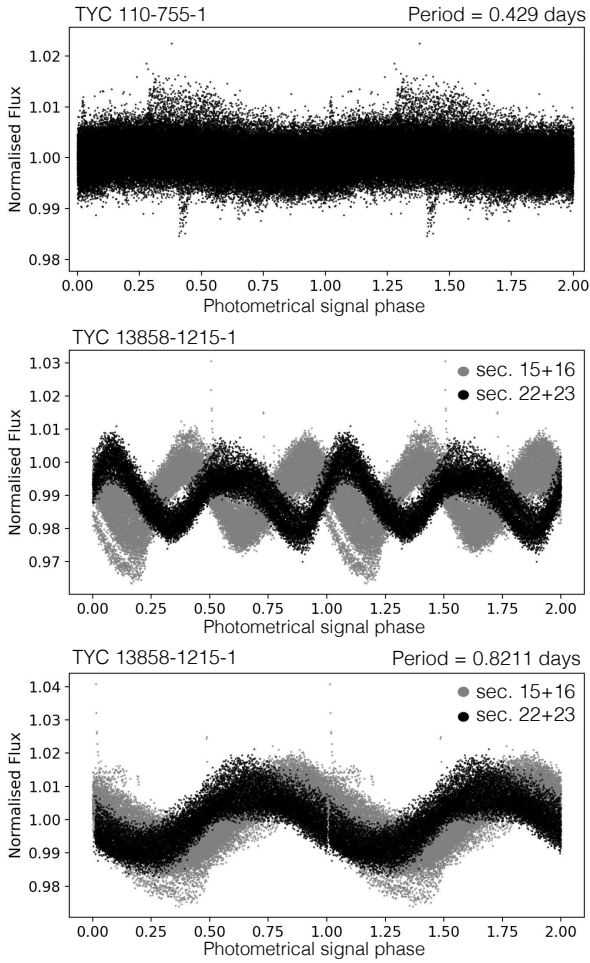 TYC 110-755-1 Period = 0.429 days
1.02
1.01
1.00
0.99
0.98
Normalised Flux
0.00 0.25 0.50 0.75 1.00 1.25 1.50 1.75 2.00
Photometrical signal phase
TYC 13858-1215-1
sec. 15+16
sec. 22+23
1.03
1.02
1.01
1.00
0.99
0.98
0.97
Normalised Flux
0.00 0.25 0.50 0.75 1.00 1.25 1.50 1.75 2.00
Photometrical signal phase
TYC 13858-1215-1 Period = 0.8211 days
sec. 15+16
sec. 22+23
1.04
1.03
1.02
1.01
1.00
0.99
0.98
Normalised Flux
0.00 0.25 0.50 0.75 1.00 1.25 1.50 1.75 2.00
Photometrical signal phase